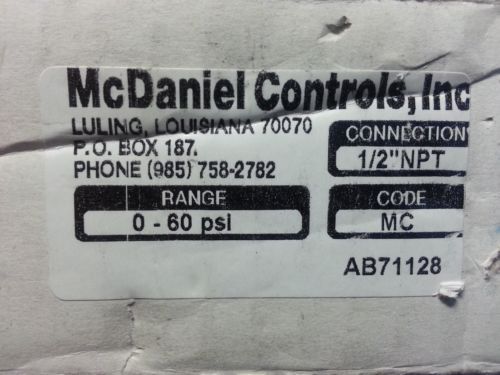 McDaniel Controls, Inc
LULING, LOUISIANA 70070
P.O. BOX 187.
PHONE (985) 758-2782
CONNECTION
1/2"NPT
RANGE
0 - 60 psi
CODE
MC
AB71128